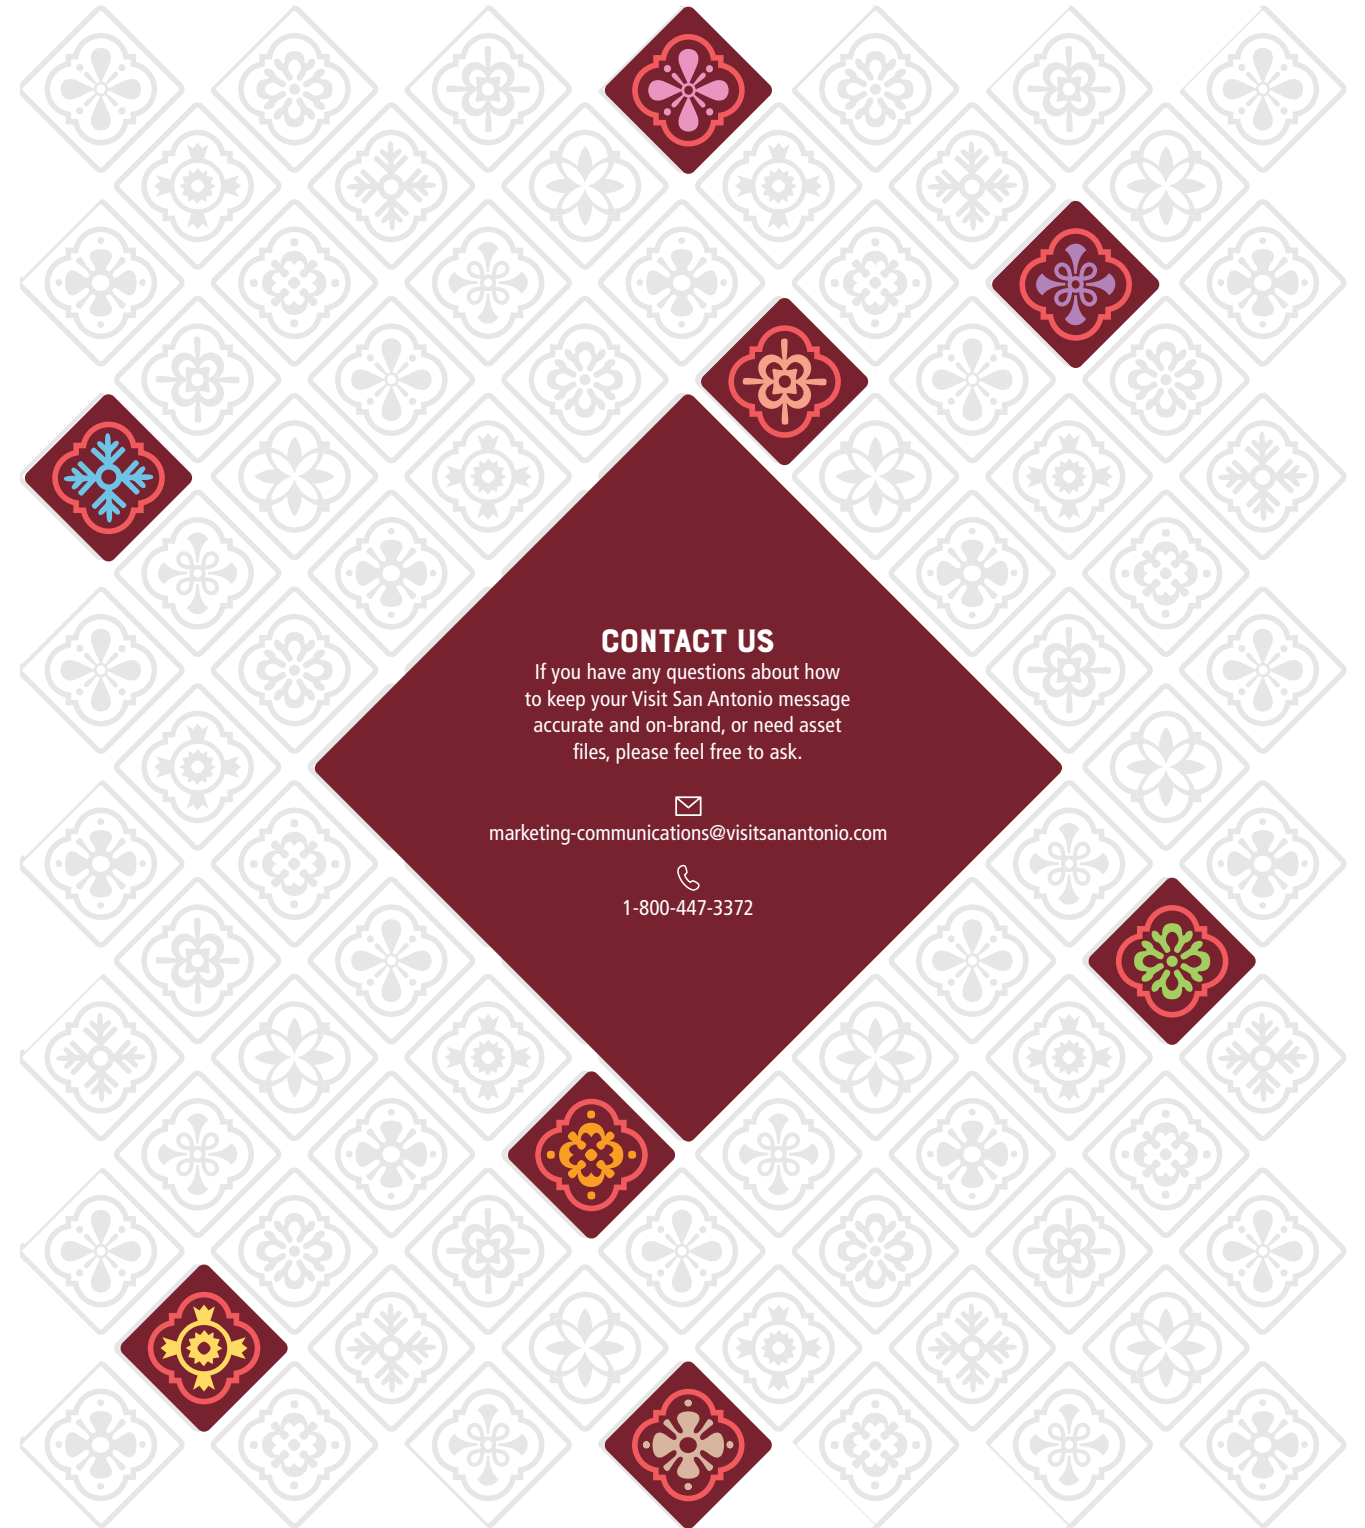 CONTACT US
If you have any questions about how
to keep your Visit San Antonio message
accurate and on-brand, or need asset
files, please feel free to ask.
marketing-communications@visitsanantonio.com
1-800-447-3372